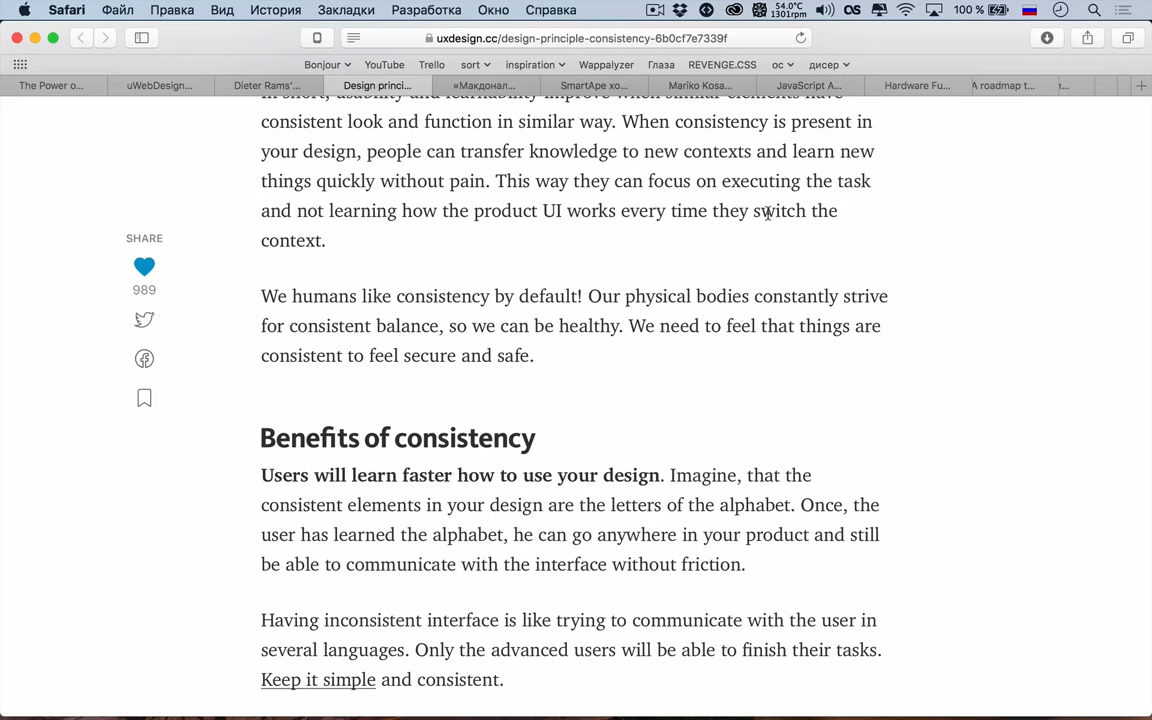 Safari Файл Правка Вид История Закладки Разработка Окно Справка
54.0°C
1301rpm
100 %
uxdesign.cc/design-principle-consistency-6b0cf7e7339f
Bonjour YouTube Trello sort inspiration Wappalyzer Глаза REVENGE.CSS ос дисер
The Power o... uWebDesign... Dieter Rams'... Design princi... «Макдонал... SmartApe хо... Mariko Kosa... JavaScript A... Hardware Fu... A roadmap t...
In short, usability and learnability improve when similar elements have
consistent look and function in similar way. When consistency is present in
your design, people can transfer knowledge to new contexts and learn new
things quickly without pain. This way they can focus on executing the task
and not learning how the product UI works every time they switch the
context.
SHARE
989
We humans like consistency by default! Our physical bodies constantly strive
for consistent balance, so we can be healthy. We need to feel that things are
consistent to feel secure and safe.
Benefits of consistency
Users will learn faster how to use your design. Imagine, that the
consistent elements in your design are the letters of the alphabet. Once, the
user has learned the alphabet, he can go anywhere in your product and still
be able to communicate with the interface without friction.
Having inconsistent interface is like trying to communicate with the user in
several languages. Only the advanced users will be able to finish their tasks.
Keep it simple and consistent.